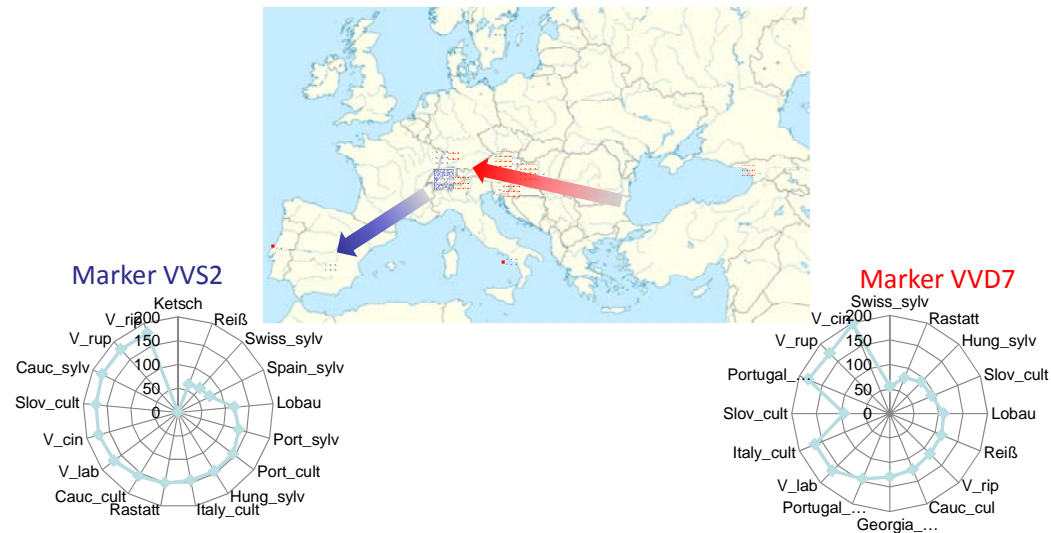 Marker VVS2
Ketsch
Reiß
Swiss_sylv
Spain_sylv
Lobau
Port_sylv
Port_cult
Hung_sylv
Italy_cult
Rastatt
Cauc_cult
V_lab
V_cin
Slov_cult
Cauc_sylv
V_rup
V_rip
200
150
100
50
0
Marker VVD7
Swiss_sylv
Rastatt
Hung_sylv
Slov_cult
Lobau
Reiß
V_rip
Cauc_cul
Georgia_…
Portugal_…
V_lab
Italy_cult
Slov_cult
Portugal_…
V_rup
V_cin
200
150
100
50
0